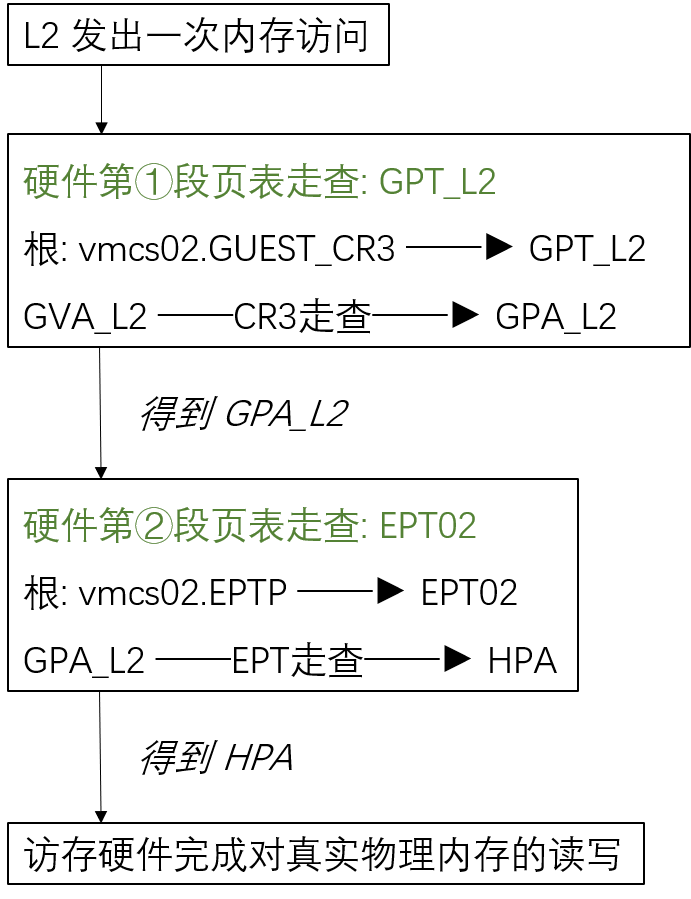 L2 发出一次内存访问
硬件第①段页表走查: GPT_L2
根: vmcs02.GUEST_CR3 ——▶ GPT_L2
GVA_L2 ——CR3走查——▶ GPA_L2
得到 GPA_L2
硬件第②段页表走查: EPT02
根: vmcs02.EPTP ——▶ EPT02
GPA_L2 ——EPT走查——▶ HPA
得到 HPA
访存硬件完成对真实物理内存的读写